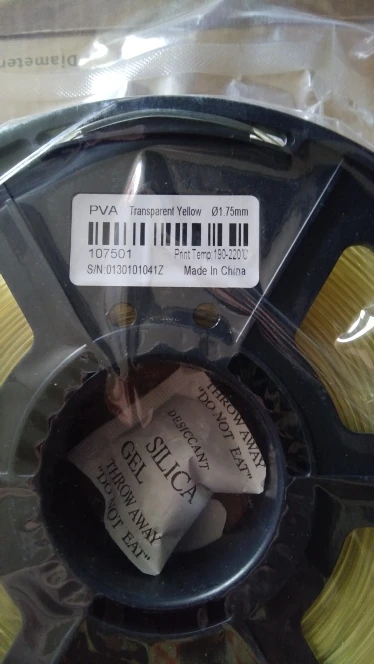 Diameter
PVA Transparent Yellow Ø1.75mm
107501 Print Temp.:190-220℃
S/N:0130101041Z Made In China
THROW AWAY
"DO NOT EAT"
DESICCANT
SILICA
GEL
THROW AWAY
"DO NOT EAT"